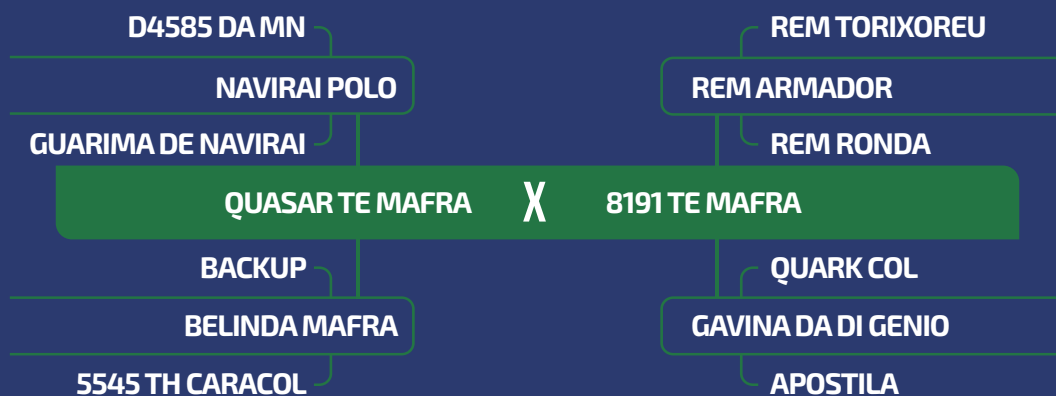 D4585 DA MN
REM TORIXOREU
NAVIRAI POLO
REM ARMADOR
GUARIMA DE NAVIRAI
REM RONDA
QUASAR TE MAFRA X 8191 TE MAFRA
BACKUP
QUARK COL
BELINDA MAFRA
GAVINA DA DI GENIO
5545 TH CARACOL
APOSTILA